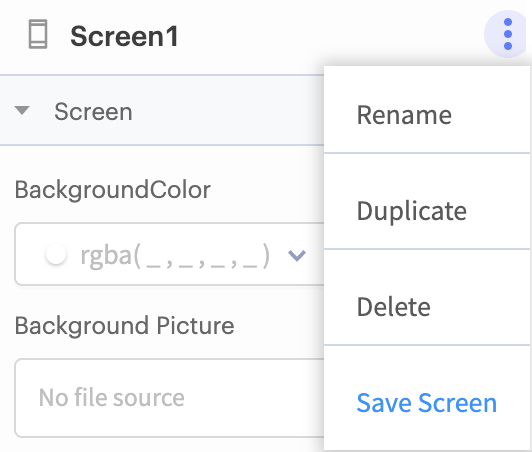 Screen1
Screen
BackgroundColor
rgba( _ , _ , _ , _ )
Background Picture
No file source
Rename
Duplicate
Delete
Save Screen